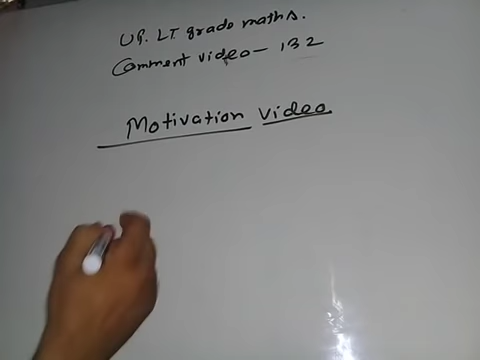 UP. LT grade maths.
Comment video - 132
Motivation video